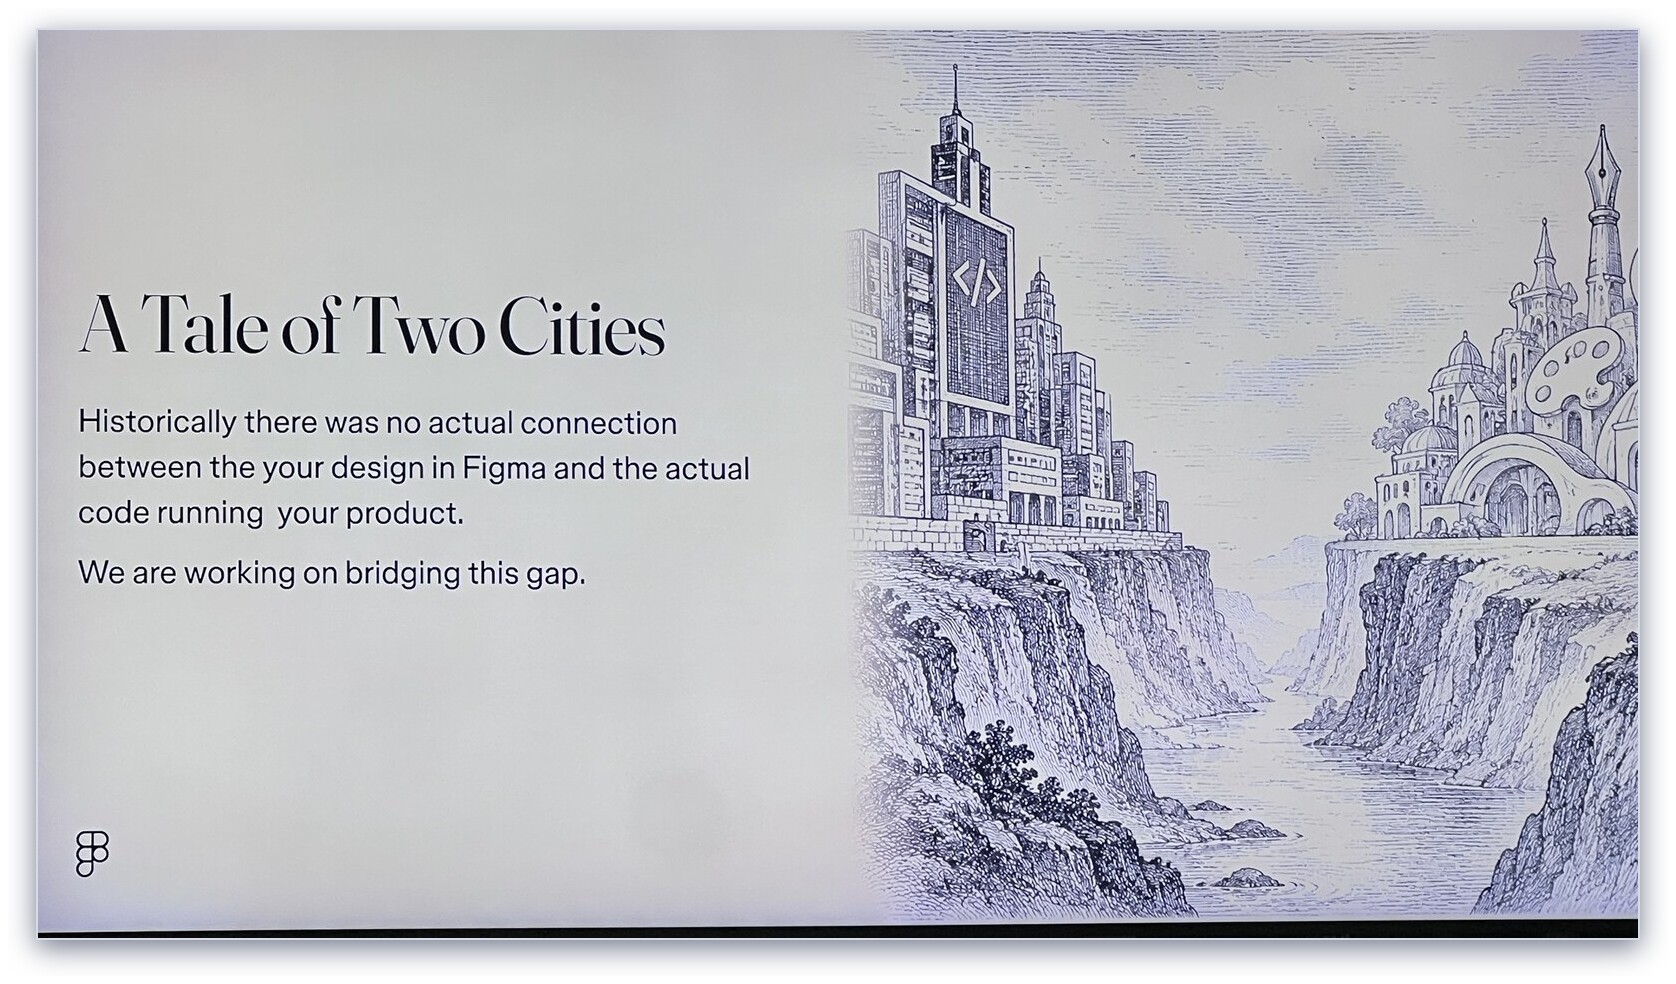 A Tale of Two Cities
Historically there was no actual connection
between the your design in Figma and the actual
code running  your product.
We are working on bridging this gap.
</>